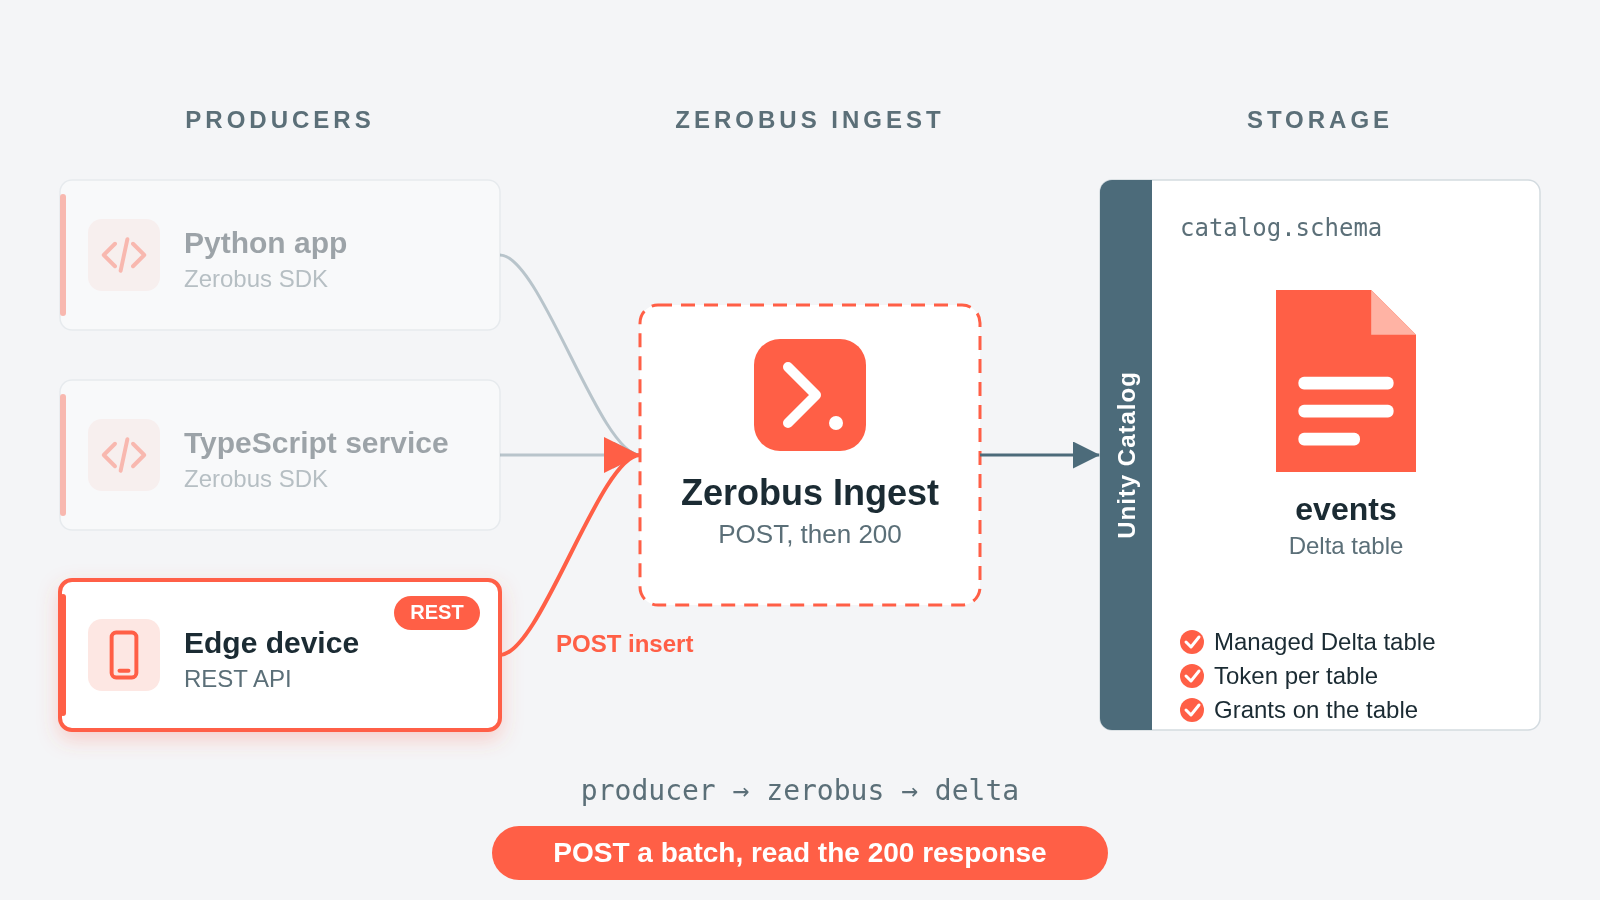 PRODUCERS
ZEROBUS INGEST
STORAGE
Python app
Zerobus SDK
TypeScript service
Zerobus SDK
REST
Edge device
REST API
POST insert
Zerobus Ingest
POST, then 200
Unity Catalog
catalog.schema
events
Delta table
Managed Delta table
Token per table
Grants on the table
producer → zerobus → delta
POST a batch, read the 200 response